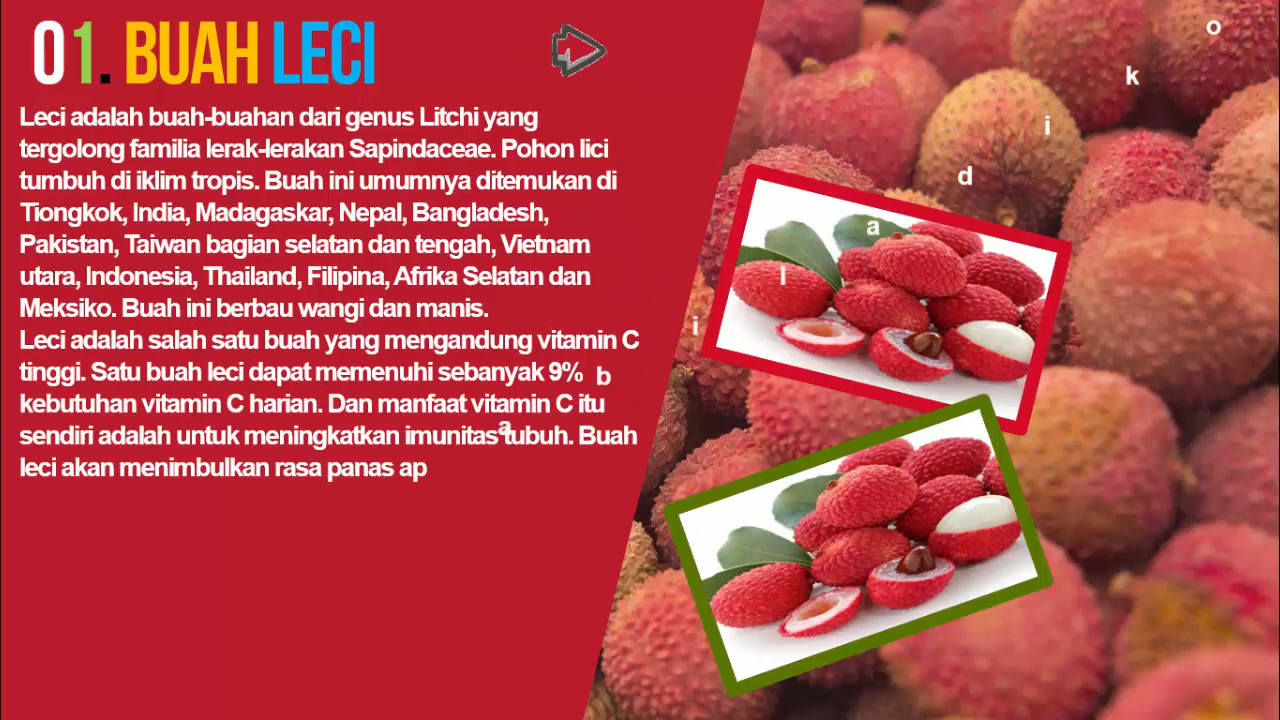 01. BUAH LECI
Leci adalah buah-buahan dari genus Litchi yang
tergolong familia lerak-lerakan Sapindaceae. Pohon lici
tumbuh di iklim tropis. Buah ini umumnya ditemukan di
Tiongkok, India, Madagaskar, Nepal, Bangladesh,
Pakistan, Taiwan bagian selatan dan tengah, Vietnam
utara, Indonesia, Thailand, Filipina, Afrika Selatan dan
Meksiko. Buah ini berbau wangi dan manis.
Leci adalah salah satu buah yang mengandung vitamin C
tinggi. Satu buah leci dapat memenuhi sebanyak 9%
kebutuhan vitamin C harian. Dan manfaat vitamin C itu
sendiri adalah untuk meningkatkan imunitas tubuh. Buah
leci akan menimbulkan rasa panas ap
a b i l a d i k o